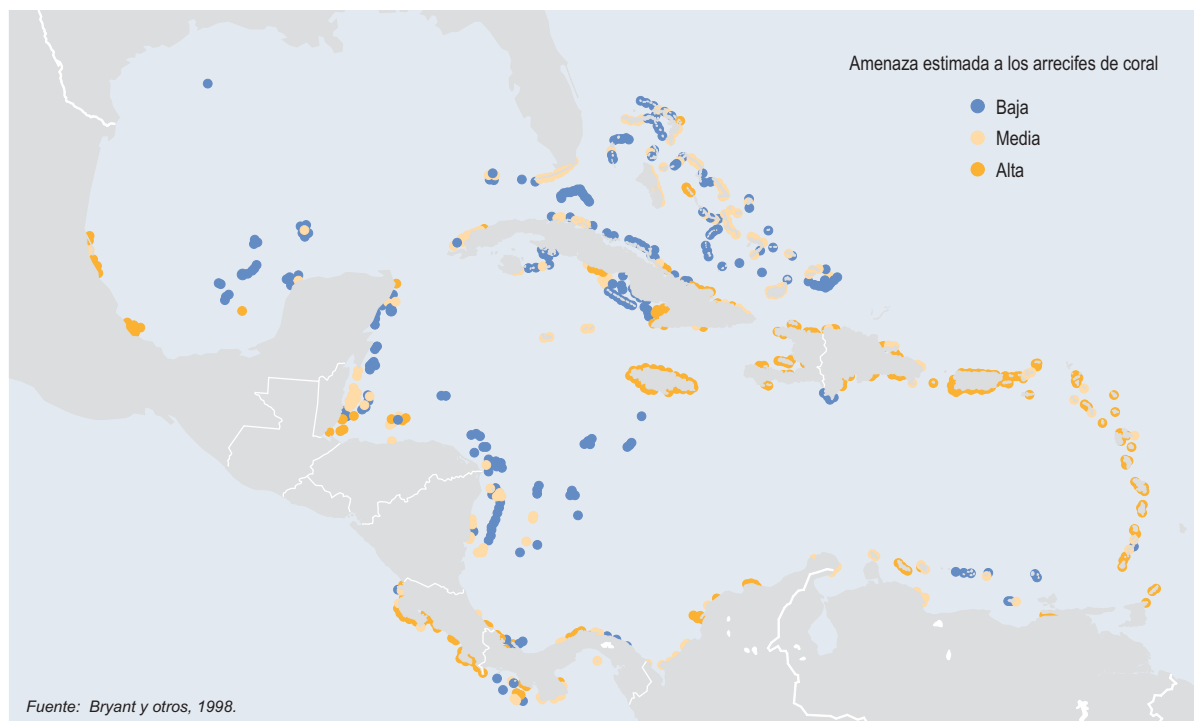 Amenaza estimada a los arrecifes de coral
Baja
Media
Alta
Fuente: Bryant y otros, 1998.